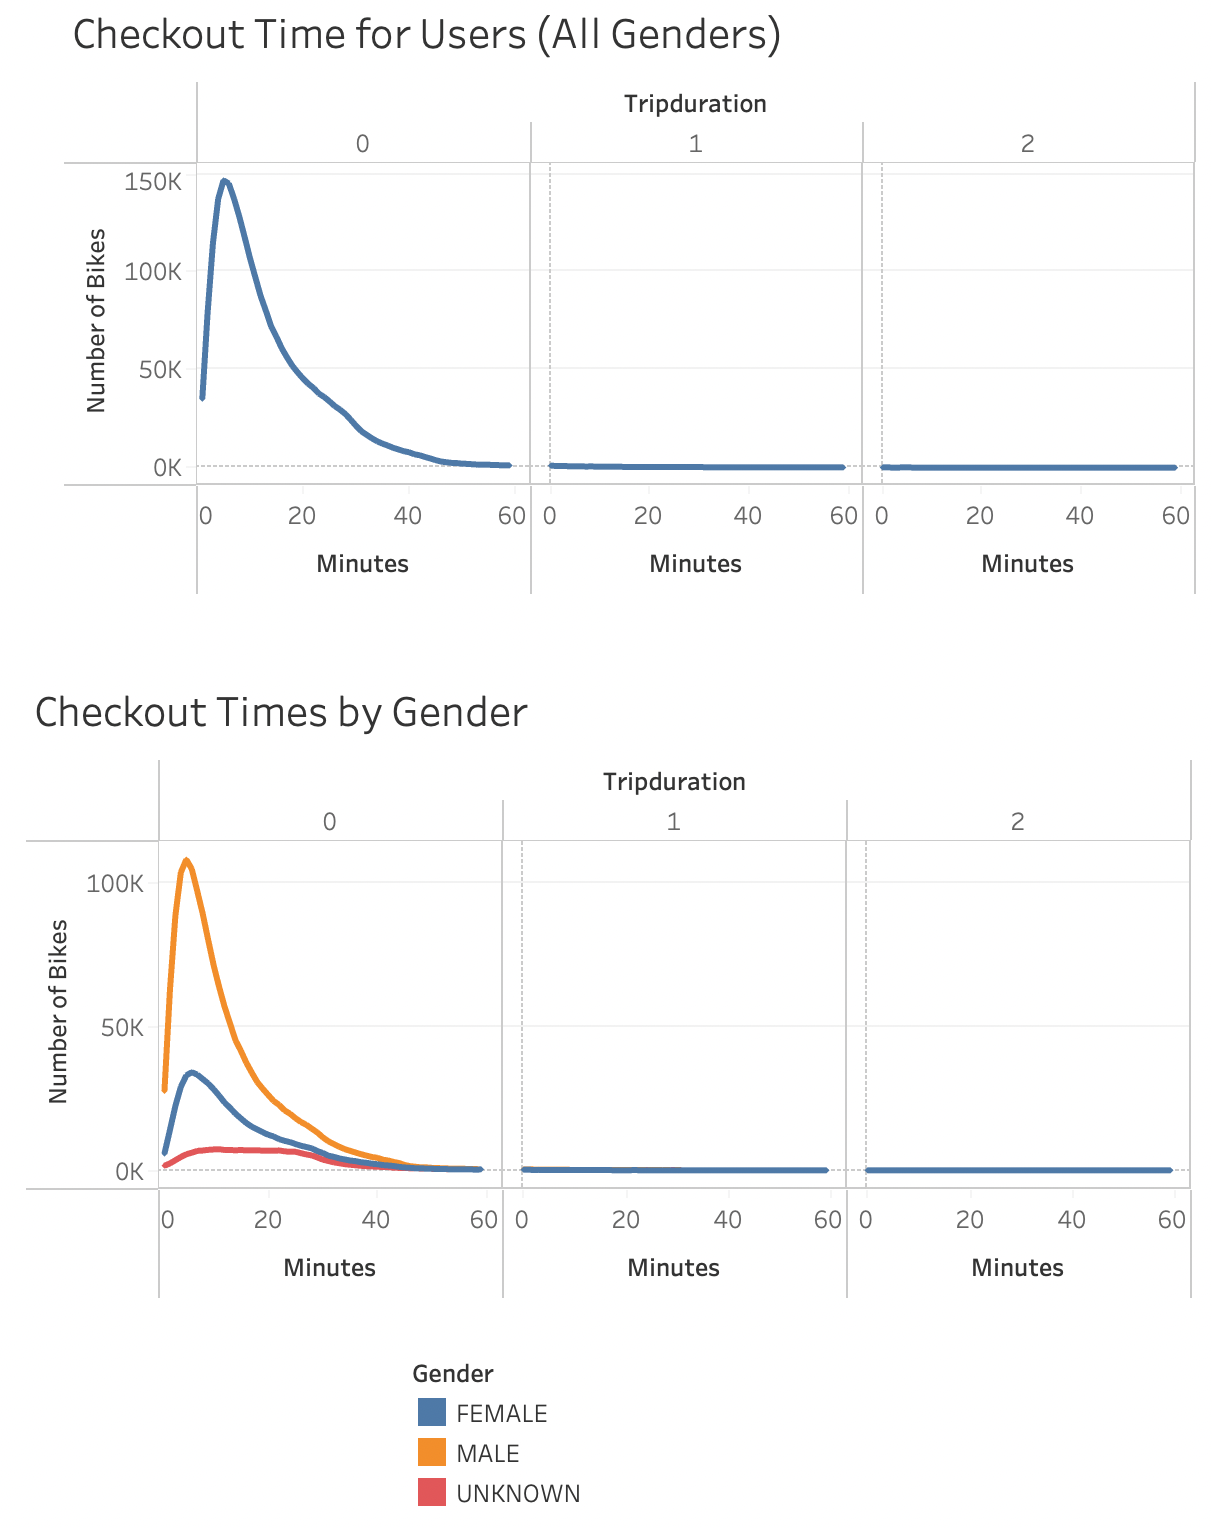 Checkout Time for Users (All Genders)
Tripduration
0 1 2
150K
100K
50K
0K
Number of Bikes
0 20 40 60 0 20 40 60 0 20 40 60
Minutes Minutes Minutes
Checkout Times by Gender
Tripduration
0 1 2
100K
50K
0K
Number of Bikes
0 20 40 60 0 20 40 60 0 20 40 60
Minutes Minutes Minutes
Gender
FEMALE
MALE
UNKNOWN